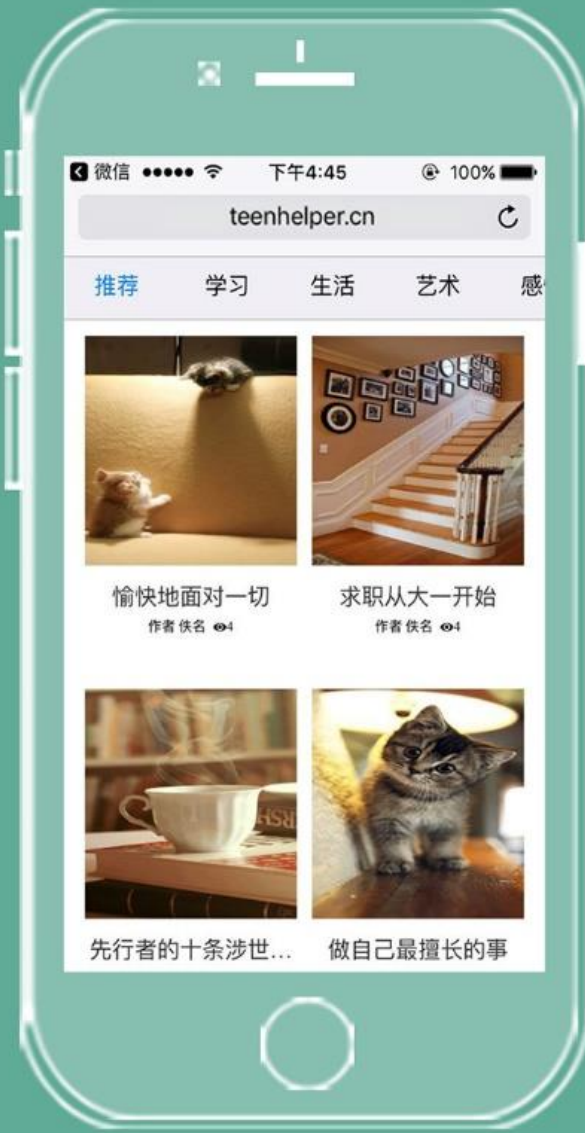 微信 下午4:45 100%
teenhelper.cn
推荐 学习 生活 艺术 感
愉快地面对一切 求职从大一开始
作者 佚名 4 作者 佚名 4
先行者的十条涉世... 做自己最擅长的事